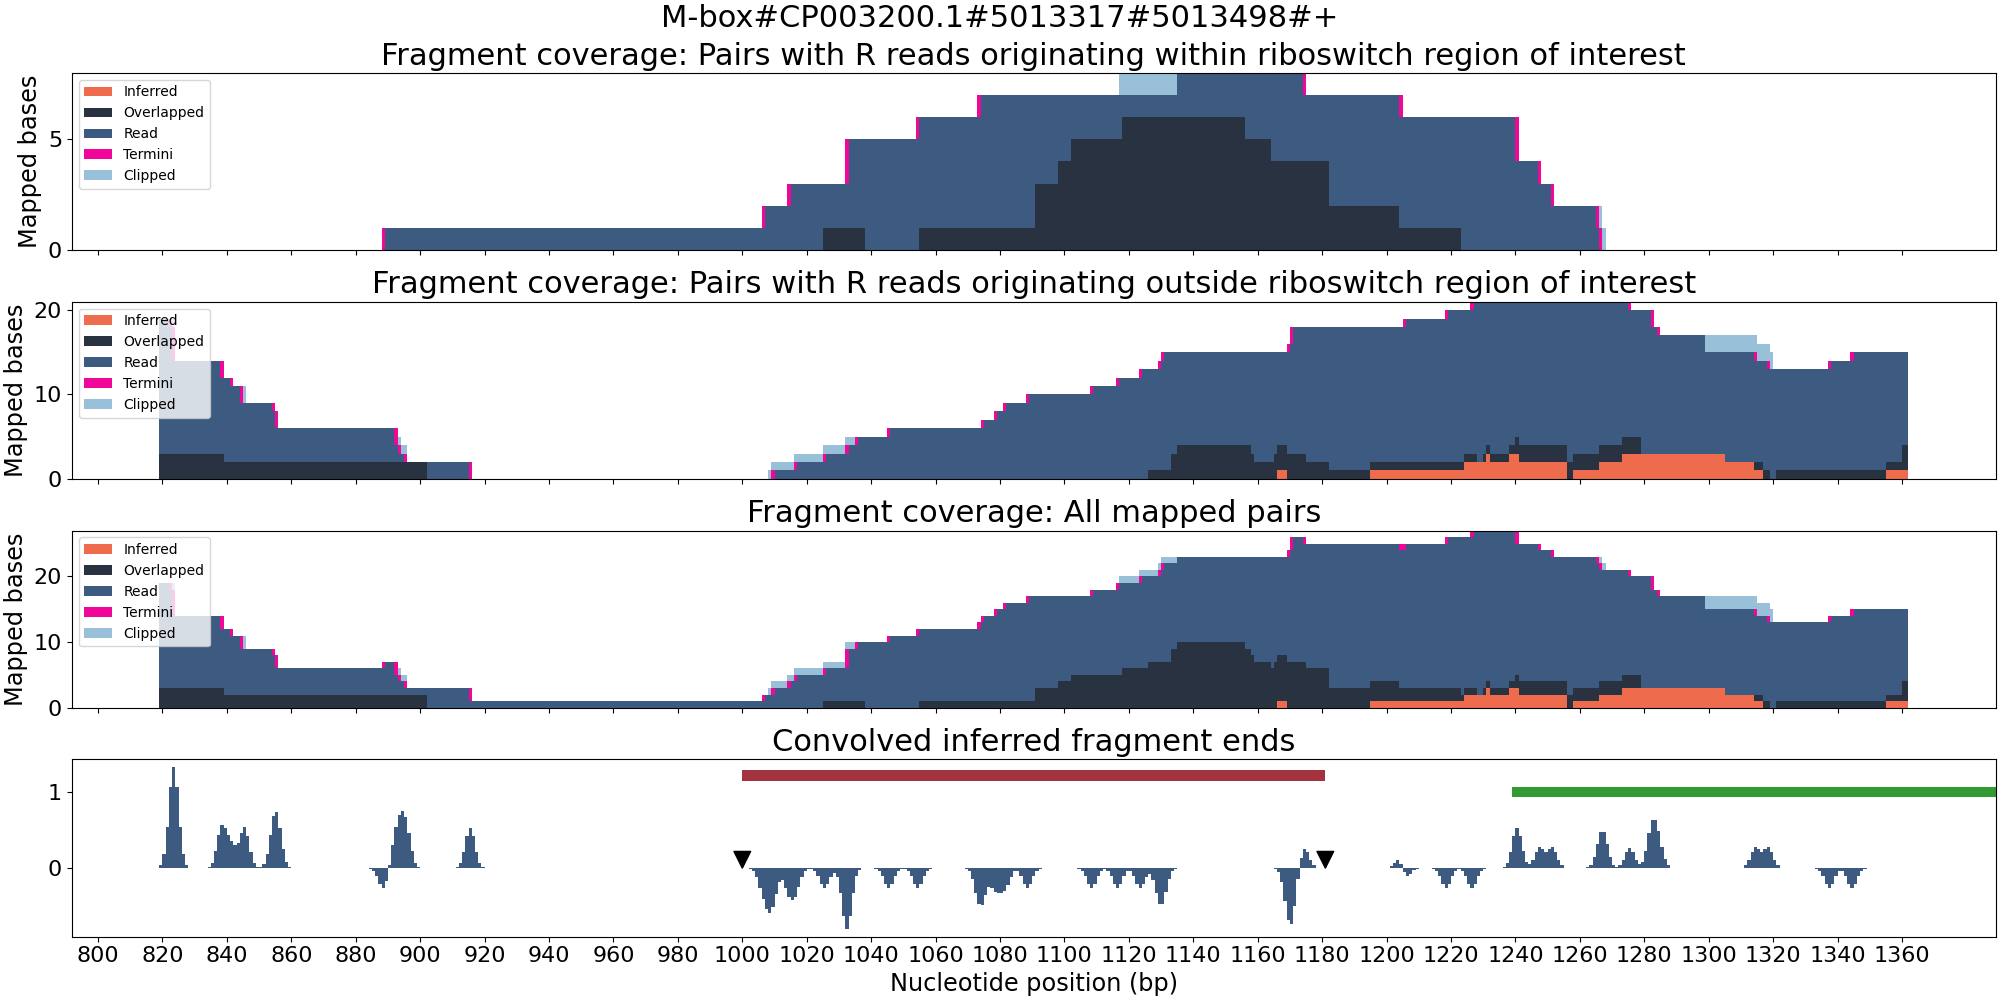 M-box#CP003200.1#5013317#5013498#+
Fragment coverage: Pairs with R reads originating within riboswitch region of interest
Mapped bases
5
0
Inferred
Overlapped
Read
Termini
Clipped
Fragment coverage: Pairs with R reads originating outside riboswitch region of interest
Mapped bases
20
10
0
Inferred
Overlapped
Read
Termini
Clipped
Fragment coverage: All mapped pairs
Mapped bases
20
10
0
Inferred
Overlapped
Read
Termini
Clipped
Convolved inferred fragment ends
1
0
800 820 840 860 880 900 920 940 960 980 1000 1020 1040 1060 1080 1100 1120 1140 1160 1180 1200 1220 1240 1260 1280 1300 1320 1340 1360
Nucleotide position (bp)